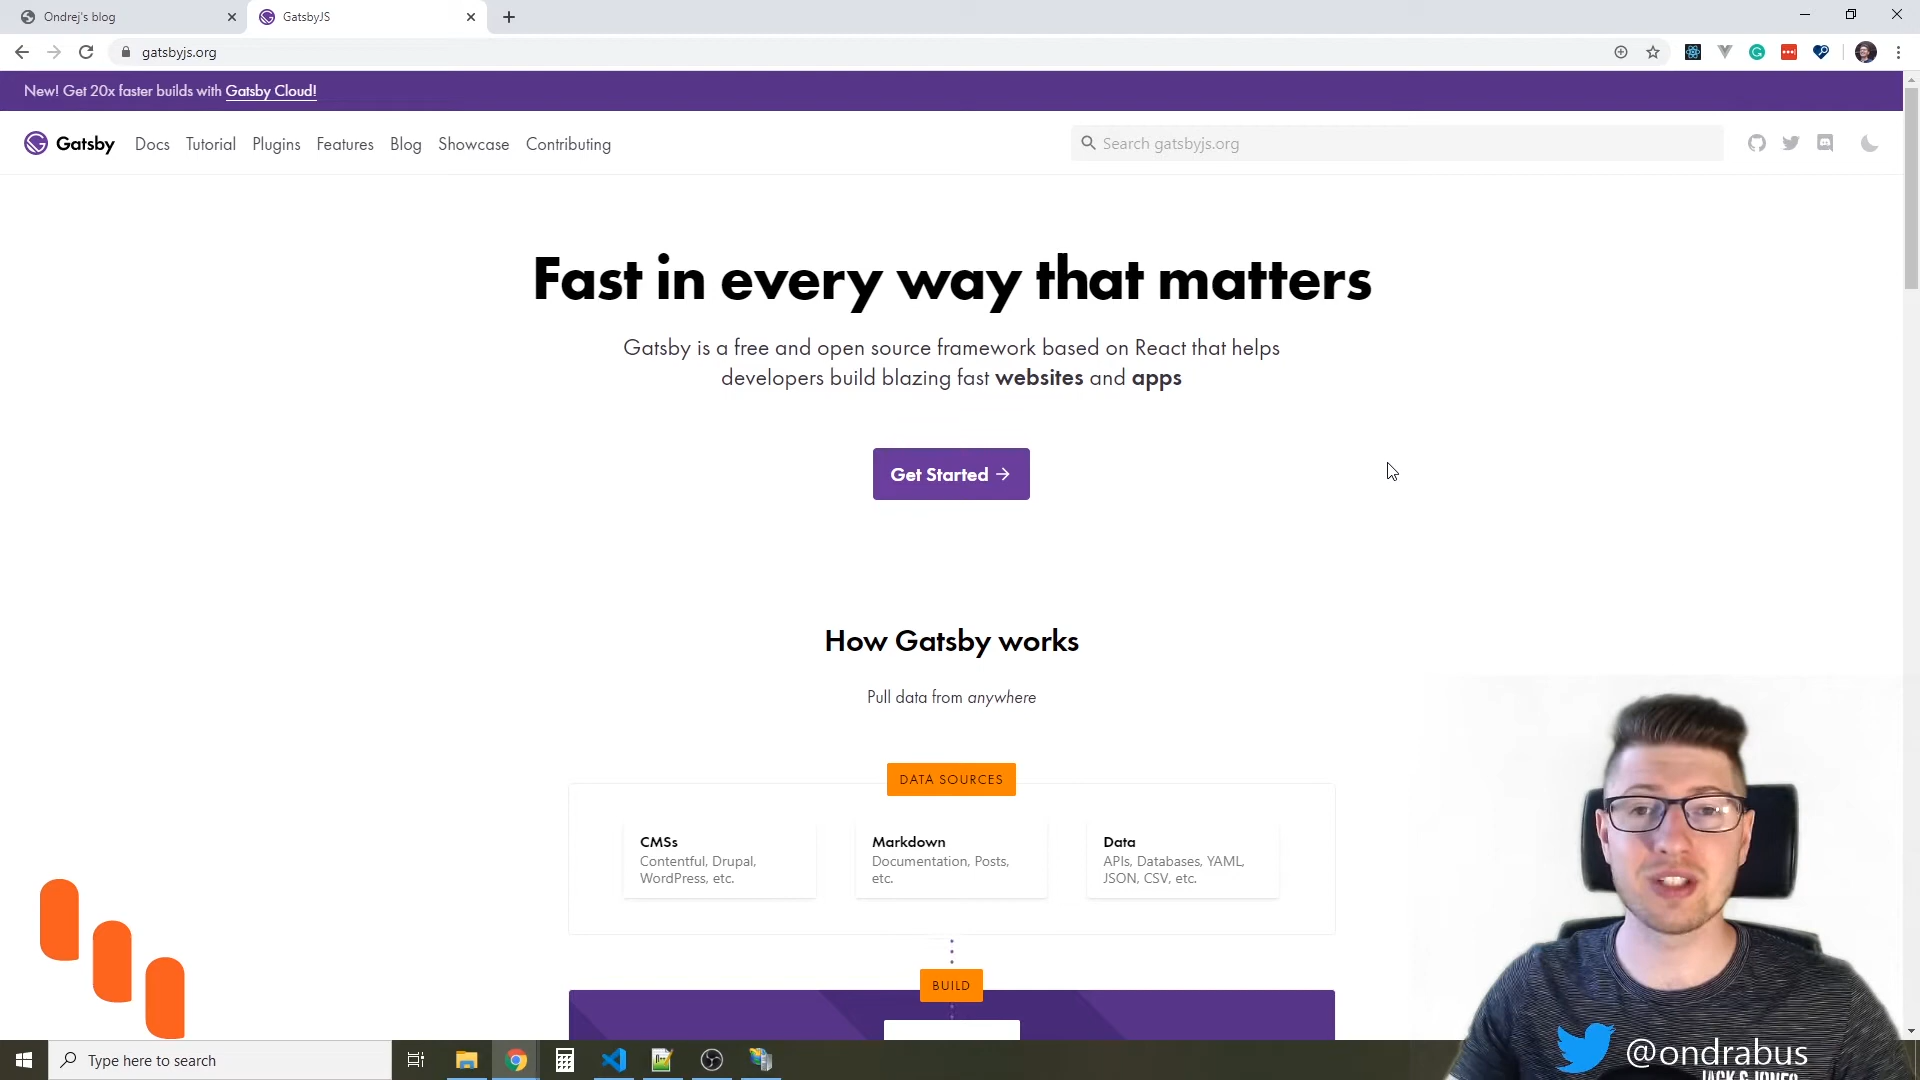 Ondrej's blog
GatsbyJS
gatsbyjs.org
New! Get 20x faster builds with Gatsby Cloud!
Gatsby Docs Tutorial Plugins Features Blog Showcase Contributing
Search gatsbyjs.org
Fast in every way that matters
Gatsby is a free and open source framework based on React that helps
developers build blazing fast websites and apps
Get Started →
How Gatsby works
Pull data from anywhere
DATA SOURCES
CMSs
Contentful, Drupal,
WordPress, etc.
Markdown
Documentation, Posts,
etc.
Data
APIs, Databases, YAML,
JSON, CSV, etc.
BUILD
Type here to search
@ondrabus
JACK & JONES